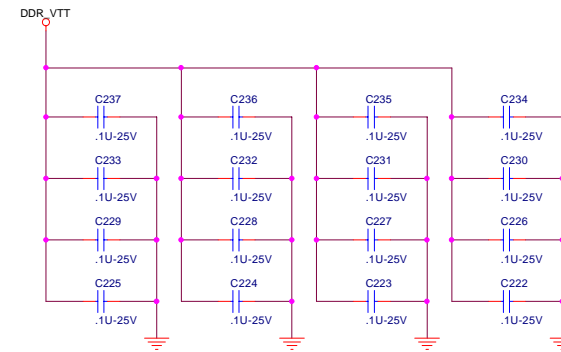 DDR_VTT
C237 C236 C235 C234
.1U-25V .1U-25V .1U-25V .1U-25V
C233 C232 C231 C230
.1U-25V .1U-25V .1U-25V .1U-25V
C229 C228 C227 C226
.1U-25V .1U-25V .1U-25V .1U-25V
C225 C224 C223 C222
.1U-25V .1U-25V .1U-25V .1U-25V